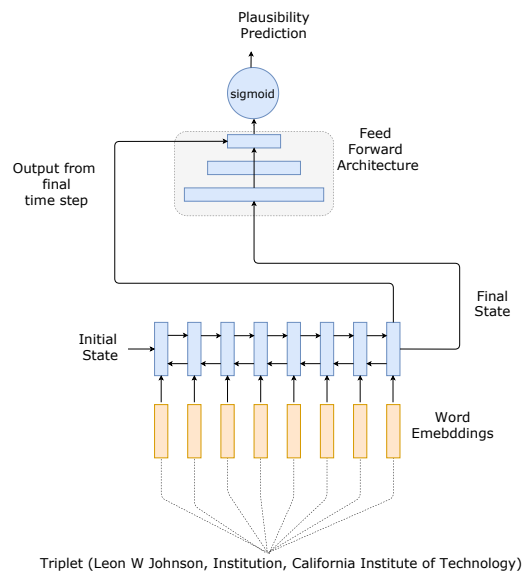 Plausibility
Prediction
sigmoid
Feed
Forward
Architecture
Output from
final
time step
Final
State
Initial
State
Word
Emebddings
Triplet (Leon W Johnson, Institution, California Institute of Technology)